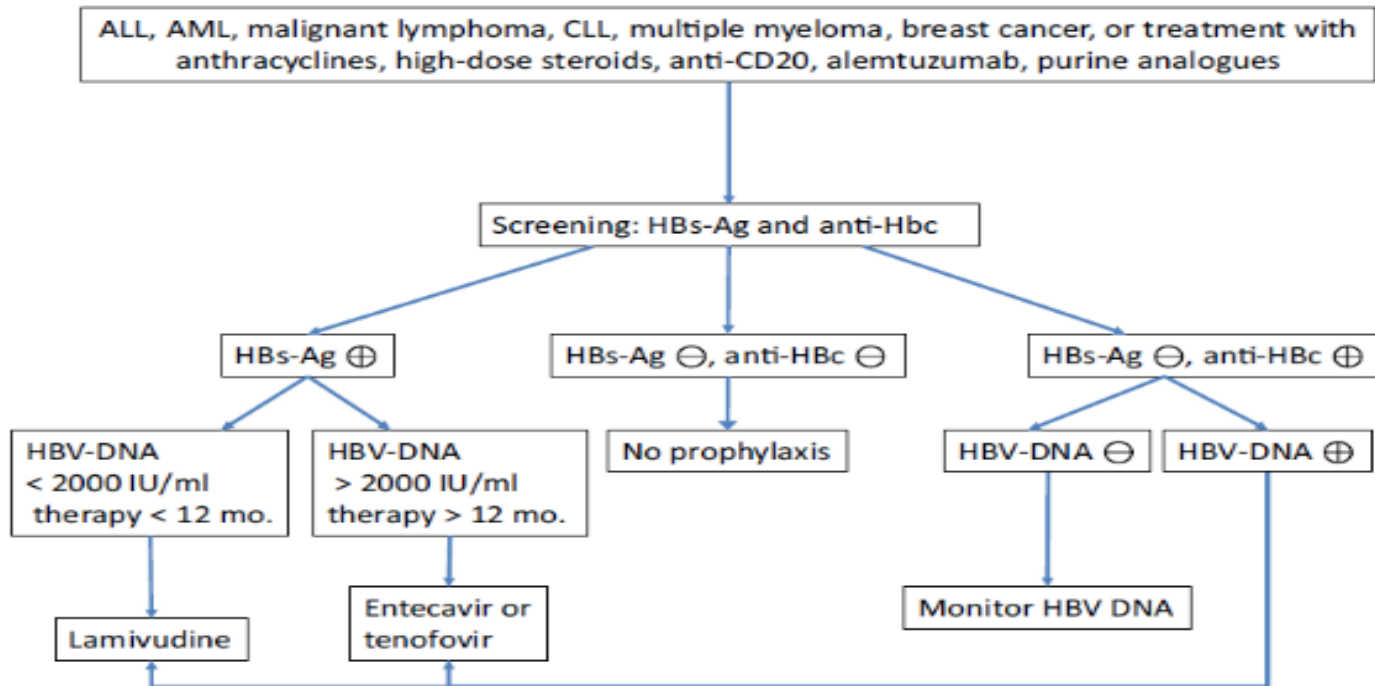 ALL, AML, malignant lymphoma, CLL, multiple myeloma, breast cancer, or treatment with
anthracyclines, high-dose steroids, anti-CD20, alemtuzumab, purine analogues
Screening: HBs-Ag and anti-Hbc
HBs-Ag ⊕
HBs-Ag ⊖, anti-HBc ⊖
HBs-Ag ⊖, anti-HBc ⊕
HBV-DNA
< 2000 IU/ml
therapy < 12 mo.
HBV-DNA
> 2000 IU/ml
therapy > 12 mo.
No prophylaxis
HBV-DNA ⊖
HBV-DNA ⊕
Lamivudine
Entecavir or
tenofovir
Monitor HBV DNA